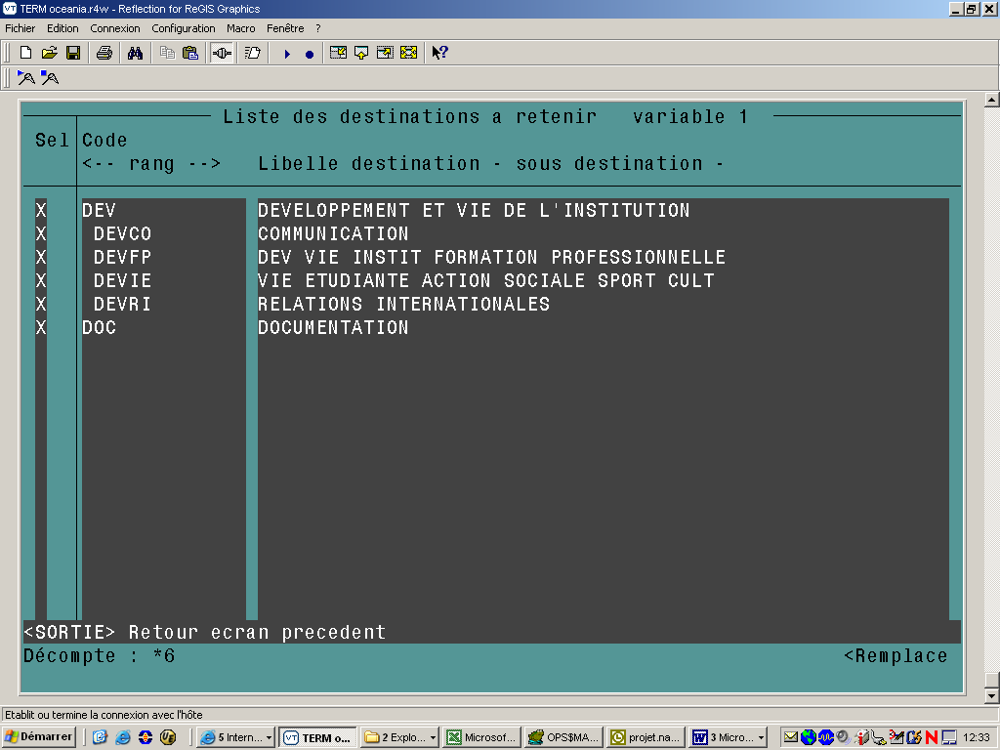 TERM oceania.r4w - Reflection for ReGIS Graphics
Fichier Edition Connection Configuration Macro Fenêtre ?
Liste des destinations a retenir variable 1
Sel Code
<-- rang --> Libelle destination - sous destination -
X DEV DEVELOPPEMENT ET VIE DE L'INSTITUTION
X DEVCO COMMUNICATION
X DEVFP DEV VIE INSTIT FORMATION PROFESSIONNELLE
X DEVIE VIE ETUDIANTE ACTION SOCIALE SPORT CULT
X DEVRI RELATIONS INTERNATIONALES
X DOC DOCUMENTATION
<SORTIE> Retour ecran precedent
Décompte : *6 <Remplace
Etablit ou termine la connexion avec l'hôte
Démarrer 5 Intern... TERM o... 2 Explo... Microsof... OPS$MA... projet.na... 3 Micro... 12:33